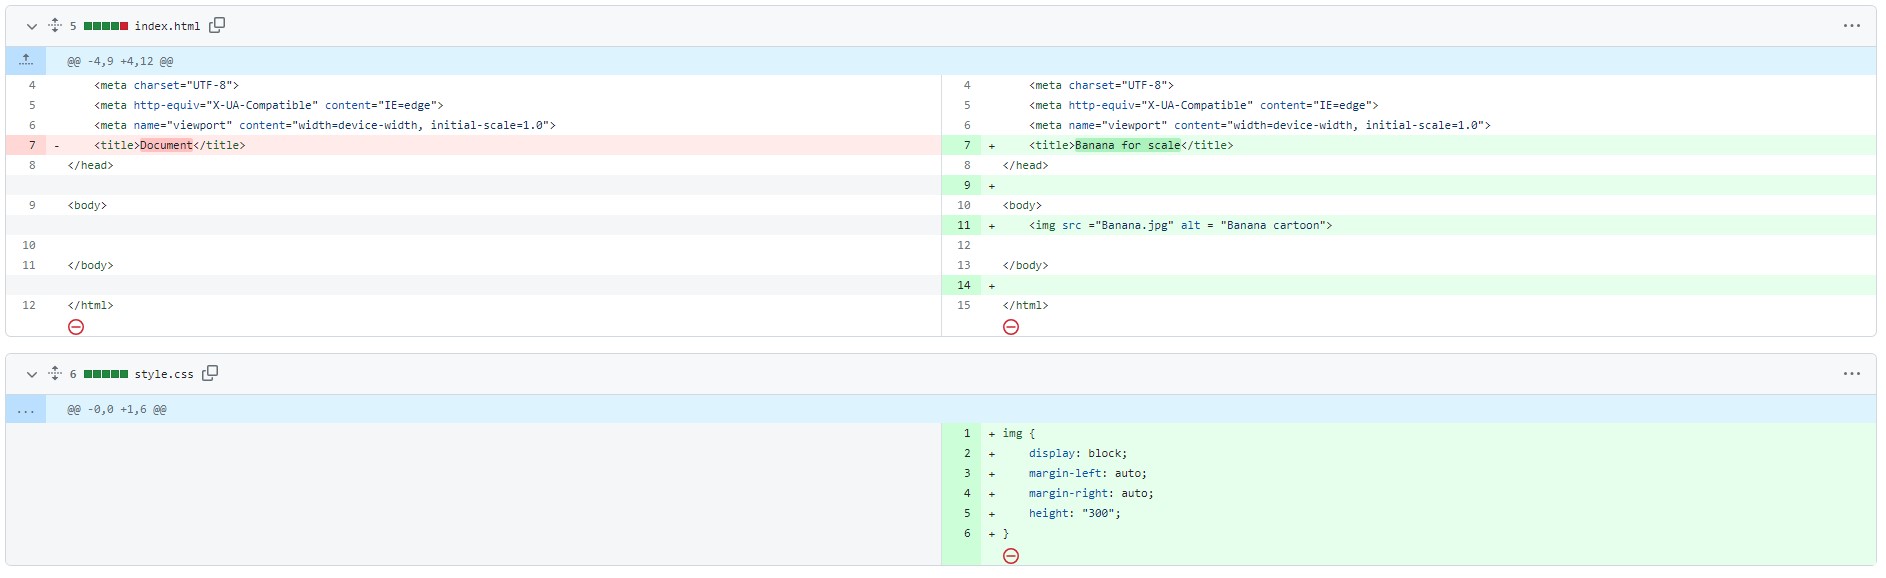 5 index.html
@@ -4,9 +4,12 @@
4 <meta charset="UTF-8"> 4 <meta charset="UTF-8">
5 <meta http-equiv="X-UA-Compatible" content="IE=edge"> 5 <meta http-equiv="X-UA-Compatible" content="IE=edge">
6 <meta name="viewport" content="width=device-width, initial-scale=1.0"> 6 <meta name="viewport" content="width=device-width, initial-scale=1.0">
7 - <title>Document</title> 7 + <title>Banana for scale</title>
8 </head> 8 </head>
9 +
9 <body> 10 <body>
11 + <img src ="Banana.jpg" alt = "Banana cartoon">
10 12
11 </body> 13 </body>
14 +
12 </html> 15 </html>
6 style.css
@@ -0,0 +1,6 @@
1 + img {
2 + display: block;
3 + margin-left: auto;
4 + margin-right: auto;
5 + height: "300";
6 + }